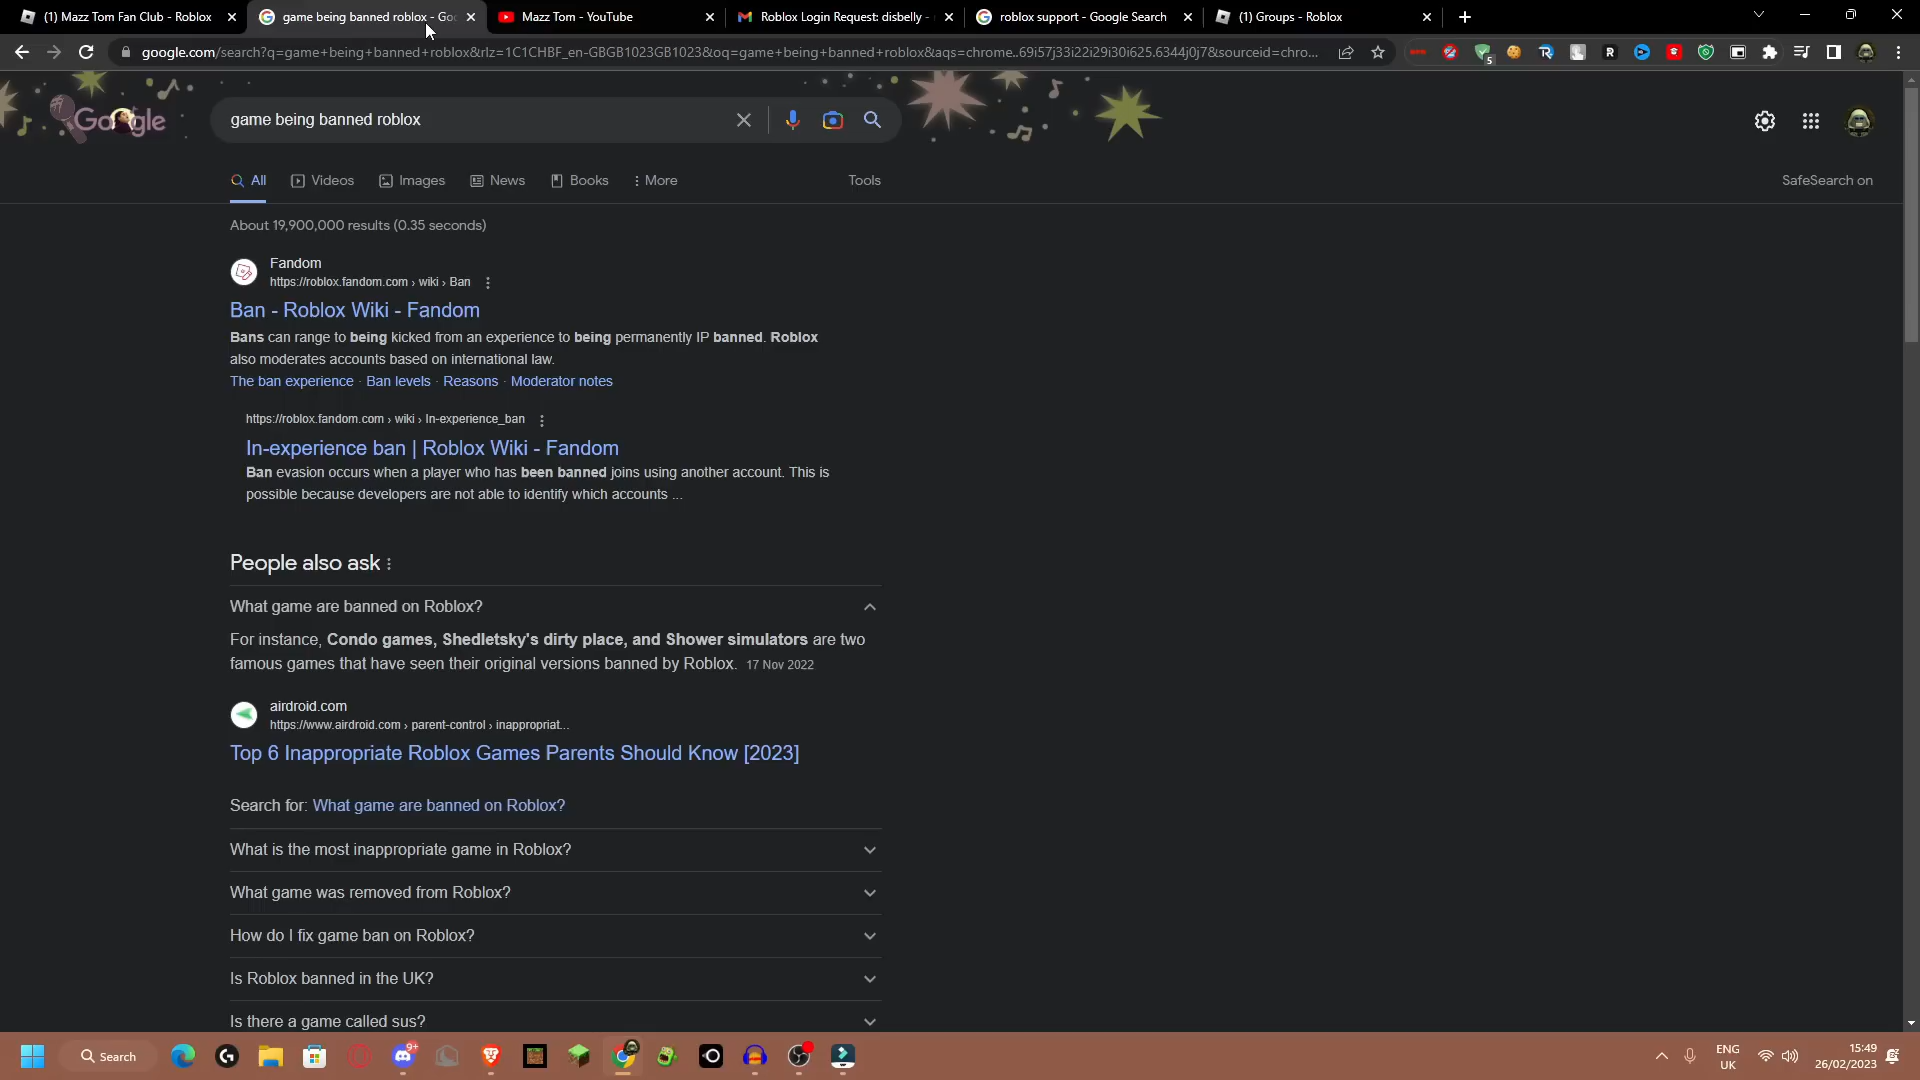 (1) Mazz Tom Fan Club - Roblox
game being banned roblox - Goo
Mazz Tom - YouTube
Roblox Login Request: disbelly -
roblox support - Google Search
(1) Groups - Roblox
google.com/search?q=game+being+banned+roblox&rlz=1C1CHBF_en-GBGB1023GB1023&oq=game+being+banned+roblox&aqs=chrome..69i57j33i22i29i30i625.6344j0j7&sourceid=chro...
5
Google
game being banned roblox
All
Videos
Images
News
Books
More
Tools
SafeSearch on
About 19,900,000 results (0.35 seconds)
Fandom
https://roblox.fandom.com › wiki › Ban
Ban - Roblox Wiki - Fandom
Bans can range to being kicked from an experience to being permanently IP banned. Roblox
also moderates accounts based on international law.
The ban experience · Ban levels · Reasons · Moderator notes
https://roblox.fandom.com › wiki › In-experience_ban
In-experience ban | Roblox Wiki - Fandom
Ban evasion occurs when a player who has been banned joins using another account. This is
possible because developers are not able to identify which accounts ...
People also ask
What game are banned on Roblox?
For instance, Condo games, Shedletsky's dirty place, and Shower simulators are two
famous games that have seen their original versions banned by Roblox. 17 Nov 2022
airdroid.com
https://www.airdroid.com › parent-control › inappropriat...
Top 6 Inappropriate Roblox Games Parents Should Know [2023]
Search for: What game are banned on Roblox?
What is the most inappropriate game in Roblox?
What game was removed from Roblox?
How do I fix game ban on Roblox?
Is Roblox banned in the UK?
Is there a game called sus?
Search
9+
ENG
UK
15:49
26/02/2023